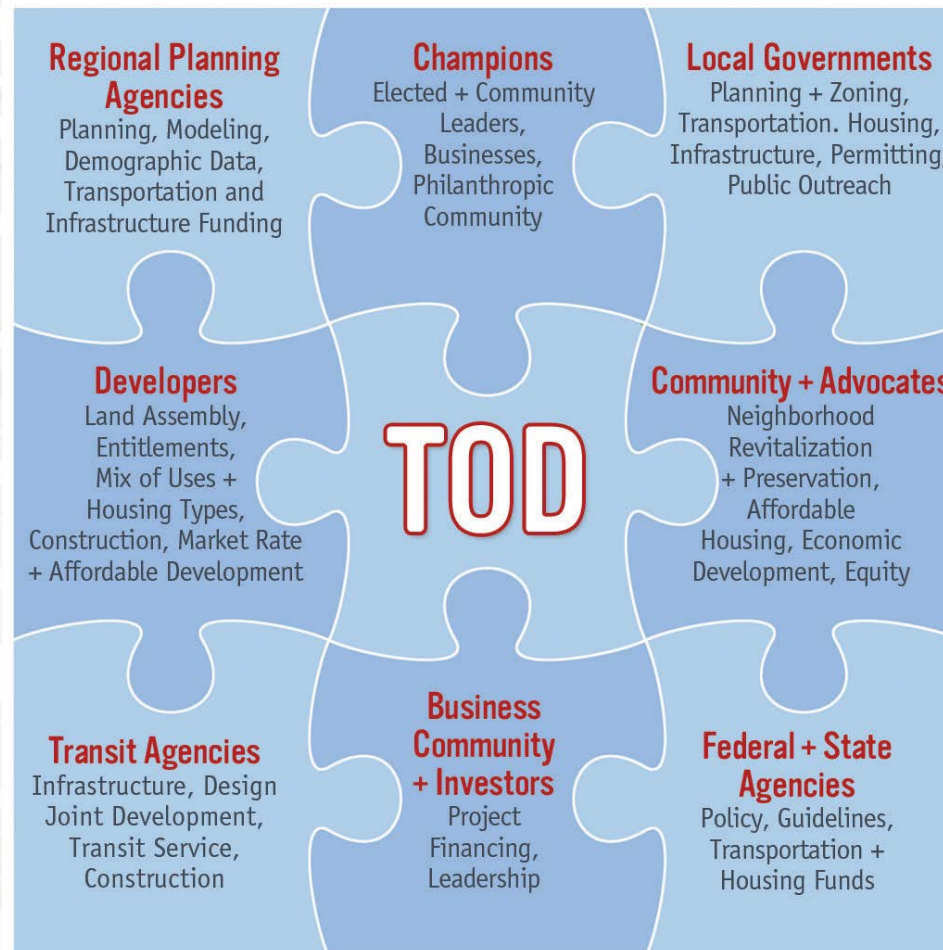 Regional Planning
Agencies
Planning, Modeling,
Demographic Data,
Transportation and
Infrastructure Funding
Champions
Elected + Community
Leaders,
Businesses,
Philanthropic
Community
Local Governments
Planning + Zoning,
Transportation. Housing,
Infrastructure, Permitting,
Public Outreach
Developers
Land Assembly,
Entitlements,
Mix of Uses +
Housing Types,
Construction, Market Rate
+ Affordable Development
TOD
Community + Advocates
Neighborhood
Revitalization
+ Preservation,
Affordable
Housing, Economic
Development, Equity
Transit Agencies
Infrastructure, Design
Joint Development,
Transit Service,
Construction
Business
Community
+ Investors
Project
Financing,
Leadership
Federal + State
Agencies
Policy, Guidelines,
Transportation +
Housing Funds